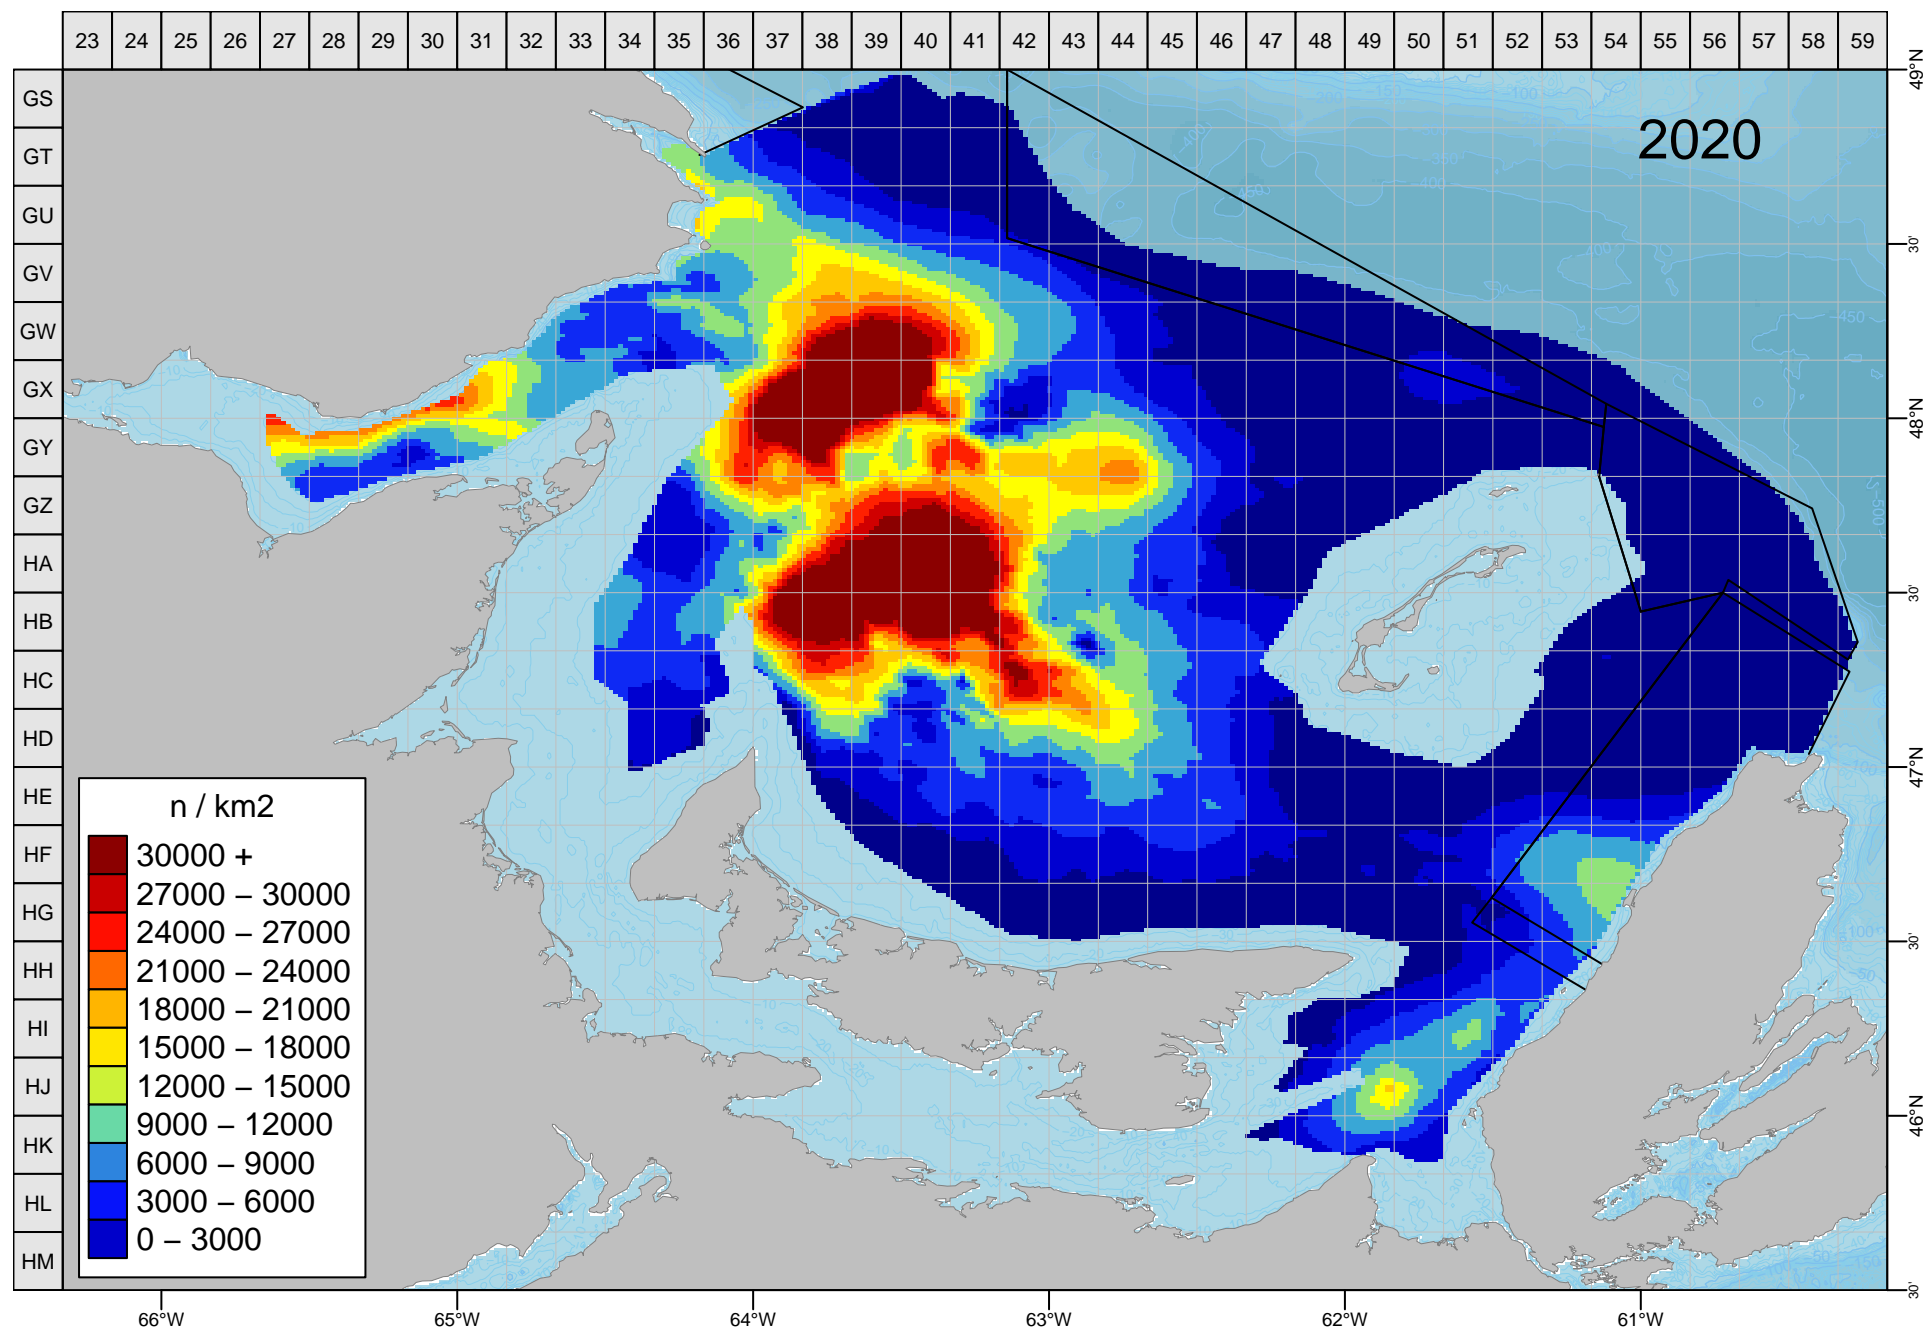 23 24 25 26 27 28 29 30 31 32 33 34 35 36 37 38 39 40 41 42 43 44 45 46 47 48 49 50 51 52 53 54 55 56 57 58 59
49°N
GS
GT
2020
GU
30'
GV
GW
GX
48°N
GY
GZ
HA
30'
HB
HC
HD
47°N
HE
HF
HG
30'
HH
HI
HJ
46°N
HK
HL
HM
30'
n / km2
30000 +
27000 – 30000
24000 – 27000
21000 – 24000
18000 – 21000
15000 – 18000
12000 – 15000
9000 – 12000
6000 – 9000
3000 – 6000
0 – 3000
66°W 65°W 64°W 63°W 62°W 61°W